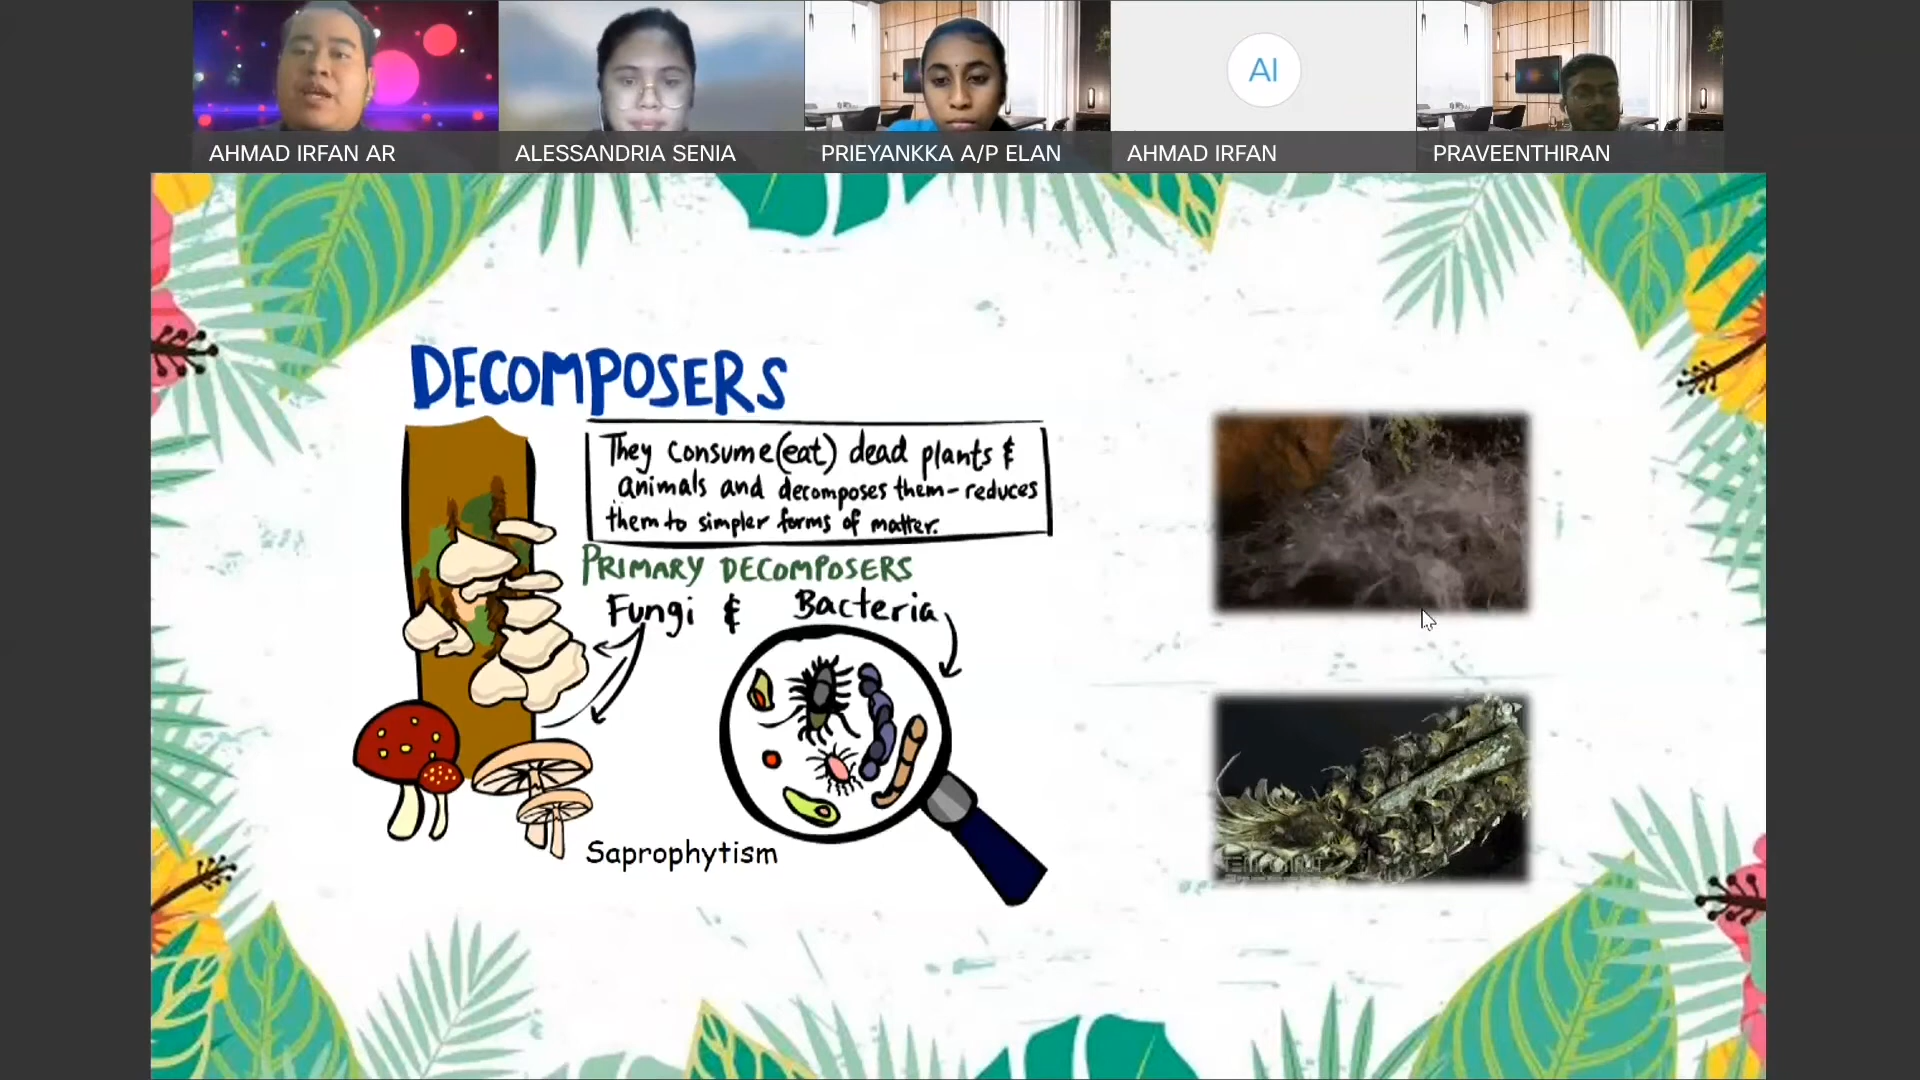 AHMAD IRFAN AR
ALESSANDRIA SENIA
PRIEYANKKA A/P ELAN
AI
AHMAD IRFAN
PRAVEENTHIRAN
DECOMPOSERS
They consume(eat) dead plants &
animals and decomposes them- reduces
them to simpler forms of matter.
PRIMARY DECOMPOSERS
Fungi & Bacteria
Saprophytism